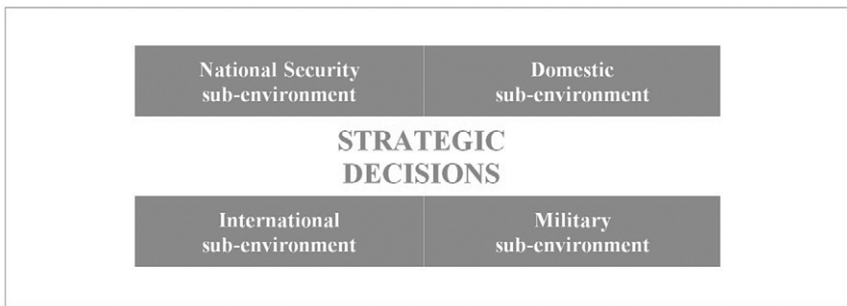 National Security
sub-environment
Domestic
sub-environment
STRATEGIC
DECISIONS
International
sub-environment
Military
sub-environment